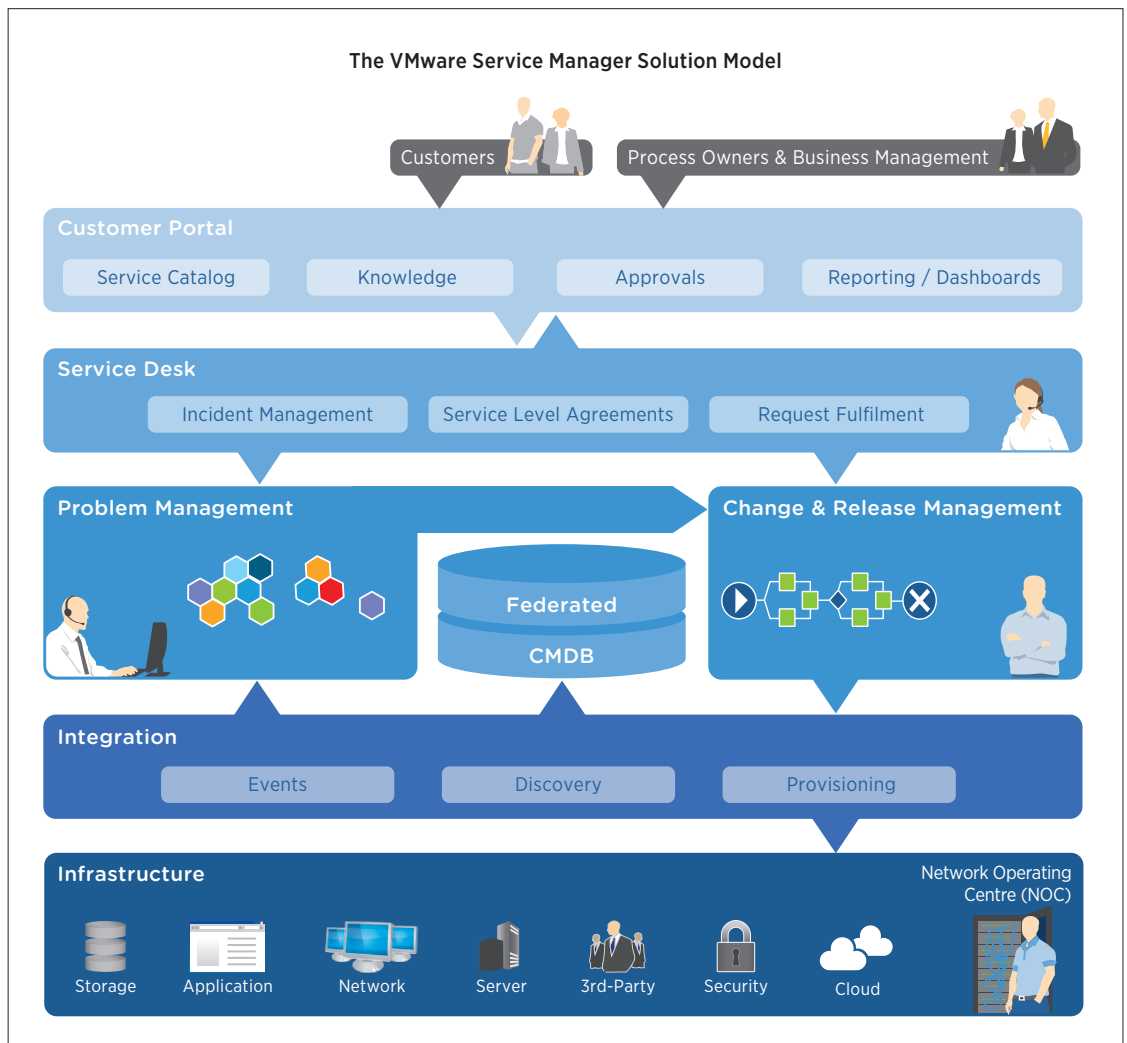 The VMware Service Manager Solution Model
Customers
Process Owners & Business Management
Customer Portal
Service Catalog
Knowledge
Approvals
Reporting / Dashboards
Service Desk
Incident Management
Service Level Agreements
Request Fulfilment
Problem Management
Change & Release Management
Federated
CMDB
Integration
Events
Discovery
Provisioning
Infrastructure
Network Operating
Centre (NOC)
Storage
Application
Network
Server
3rd-Party
Security
Cloud